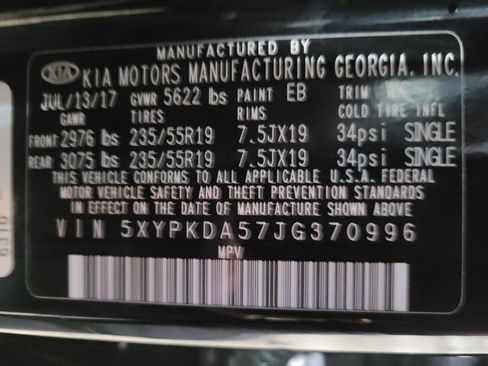 MANUFACTURED BY
KIA KIA MOTORS MANUFACTURING GEORGIA, INC.
JUL/13/17 GVWR 5622 lbs PAINT EB TRIM WK
GAWR TIRES RIMS COLD TIRE INFL
FRONT 2976 lbs 235/55R19 7.5JX19 34psi SINGLE
REAR 3075 lbs 235/55R19 7.5JX19 34psi SINGLE
THIS VEHICLE CONFORMS TO ALL APPLICABLE U.S.A. FEDERAL
MOTOR VEHICLE SAFETY AND THEFT PREVENTION STANDARDS
IN EFFECT ON THE DATE OF MANUFACTURE SHOWN ABOVE
VIN 5XYPKDA57JG370996
MPV